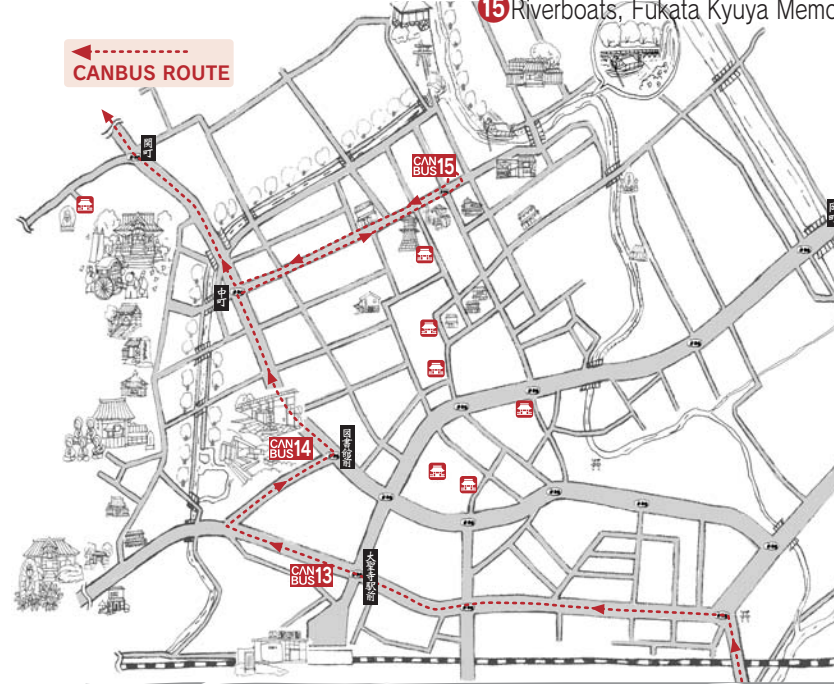 15 Riverboats, Fukata Kyuya Memo
CANBUS ROUTE
関町
CAN BUS 15
中町
CAN BUS 14
図書館前
CAN BUS 13
大聖寺駅前